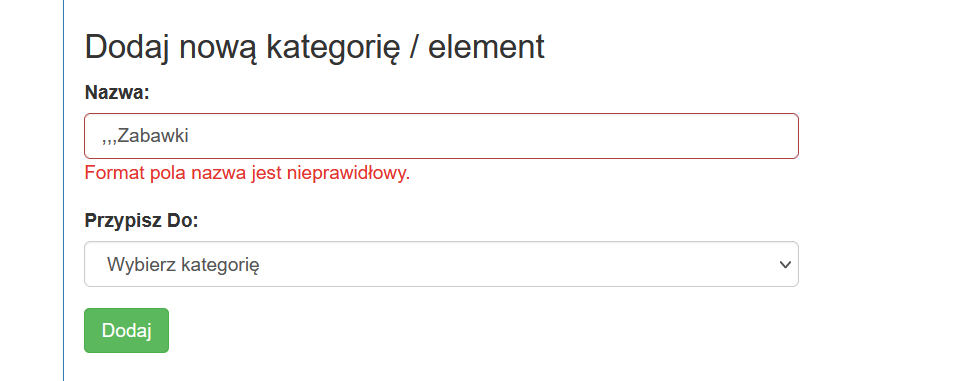 Dodaj nową kategorię / element
Nazwa:
,,,Zabawki
Format pola nazwa jest nieprawidłowy.
Przypisz Do:
Wybierz kategorię
Dodaj